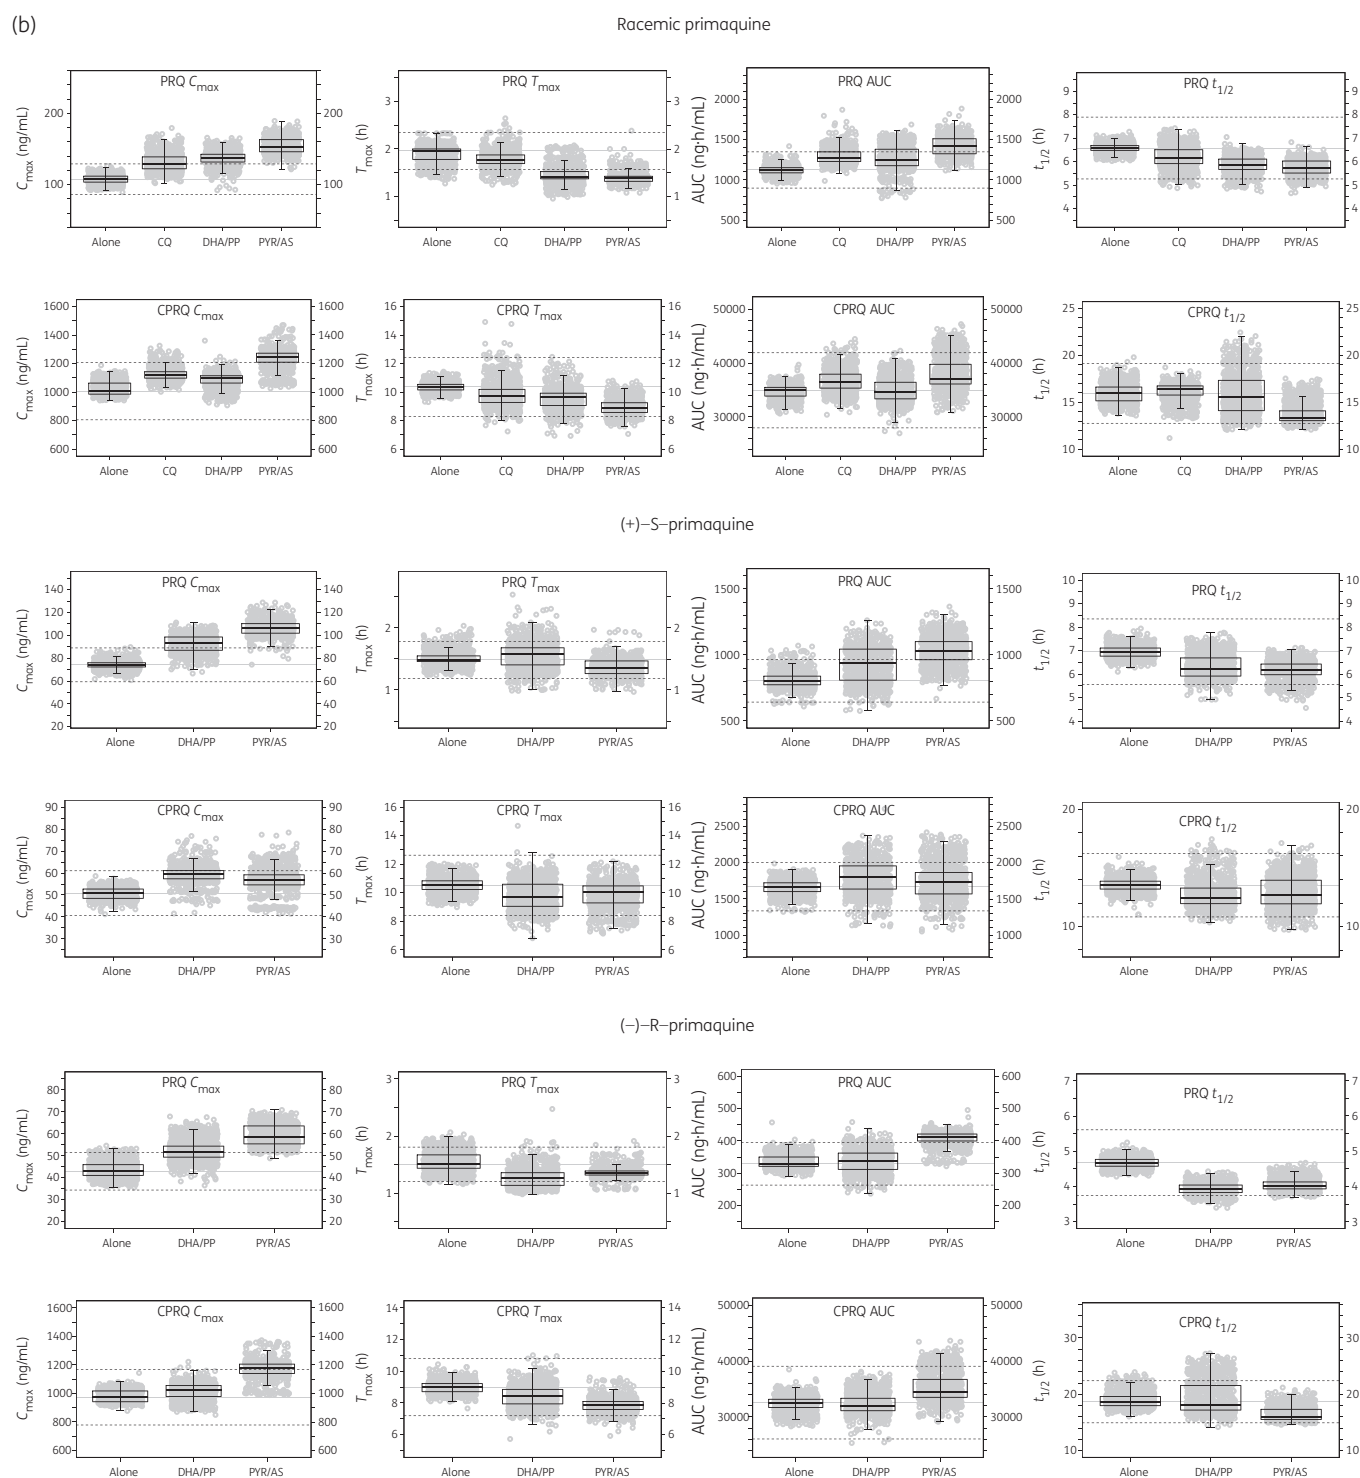 (b)
Racemic primaquine
PRQ Cmax
Cmax (ng/mL)
200
100
200
100
Alone CQ DHA/PP PYR/AS
PRQ Tmax
Tmax (h)
3
2
1
3
2
1
Alone CQ DHA/PP PYR/AS
PRQ AUC
AUC (ng·h/mL)
2000
1500
1000
500
2000
1500
1000
500
Alone CQ DHA/PP PYR/AS
PRQ t1/2
t1/2 (h)
9
8
7
6
5
4
9
8
7
6
5
4
Alone CQ DHA/PP PYR/AS
CPRQ Cmax
Cmax (ng/mL)
1600
1400
1200
1000
800
600
1600
1400
1200
1000
800
600
Alone CQ DHA/PP PYR/AS
CPRQ Tmax
Tmax (h)
16
14
12
10
8
6
16
14
12
10
8
6
Alone CQ DHA/PP PYR/AS
CPRQ AUC
AUC (ng·h/mL)
50000
40000
30000
50000
40000
30000
Alone CQ DHA/PP PYR/AS
CPRQ t1/2
t1/2 (h)
25
20
15
10
25
20
15
10
Alone CQ DHA/PP PYR/AS
(+)–S–primaquine
PRQ Cmax
Cmax (ng/mL)
140
120
100
80
60
40
20
140
120
100
80
60
40
20
Alone DHA/PP PYR/AS
PRQ Tmax
Tmax (h)
2
1
2
1
Alone DHA/PP PYR/AS
PRQ AUC
AUC (ng·h/mL)
1500
1000
500
1500
1000
500
Alone DHA/PP PYR/AS
PRQ t1/2
t1/2 (h)
10
9
8
7
6
5
4
10
9
8
7
6
5
4
Alone DHA/PP PYR/AS
CPRQ Cmax
Cmax (ng/mL)
90
80
70
60
50
40
30
90
80
70
60
50
40
30
Alone DHA/PP PYR/AS
CPRQ Tmax
Tmax (h)
16
14
12
10
8
6
16
14
12
10
8
6
Alone DHA/PP PYR/AS
CPRQ AUC
AUC (ng·h/mL)
2500
2000
1500
1000
2500
2000
1500
1000
Alone DHA/PP PYR/AS
CPRQ t1/2
t1/2 (h)
20
10
20
10
Alone DHA/PP PYR/AS
(–)–R–primaquine
PRQ Cmax
Cmax (ng/mL)
80
70
60
50
40
30
20
80
70
60
50
40
30
20
Alone DHA/PP PYR/AS
PRQ Tmax
Tmax (h)
3
2
1
3
2
1
Alone DHA/PP PYR/AS
PRQ AUC
AUC (ng·h/mL)
600
500
400
300
200
600
500
400
300
200
Alone DHA/PP PYR/AS
PRQ t1/2
t1/2 (h)
7
6
5
4
3
7
6
5
4
3
Alone DHA/PP PYR/AS
CPRQ Cmax
Cmax (ng/mL)
1600
1400
1200
1000
800
600
1600
1400
1200
1000
800
600
Alone DHA/PP PYR/AS
CPRQ Tmax
Tmax (h)
14
12
10
8
6
14
12
10
8
6
Alone DHA/PP PYR/AS
CPRQ AUC
AUC (ng·h/mL)
50000
40000
30000
50000
40000
30000
Alone DHA/PP PYR/AS
CPRQ t1/2
t1/2 (h)
30
20
10
30
20
10
Alone DHA/PP PYR/AS